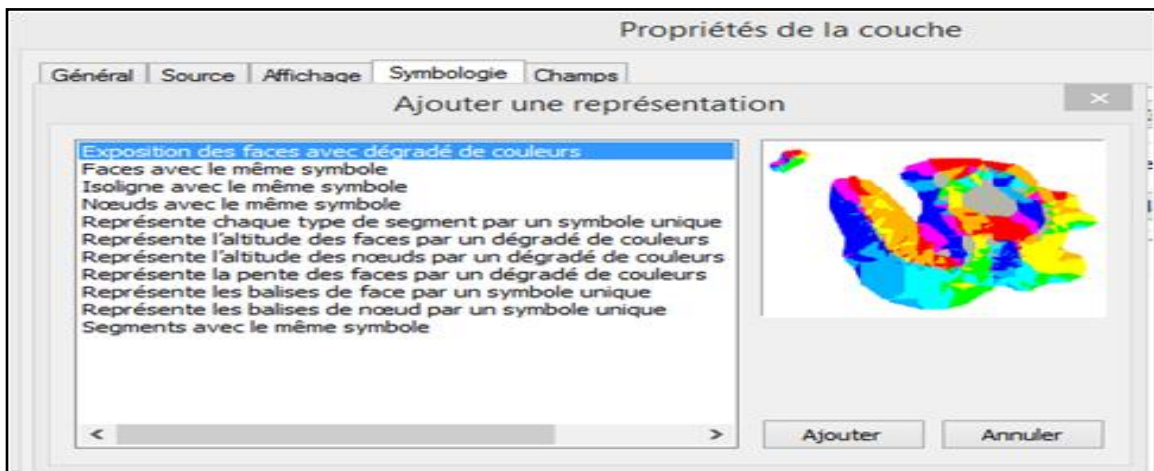 Propriétés de la couche
Général Source Affichage Symbologie Champs
Ajouter une représentation
Exposition des faces avec dégradé de couleurs
Faces avec le même symbole
Isoligne avec le même symbole
Nœuds avec le même symbole
Représente chaque type de segment par un symbole unique
Représente l'altitude des faces par un dégradé de couleurs
Représente l'altitude des nœuds par un dégradé de couleurs
Représente la pente des faces par un dégradé de couleurs
Représente les balises de face par un symbole unique
Représente les balises de nœud par un symbole unique
Segments avec le même symbole
Ajouter Annuler